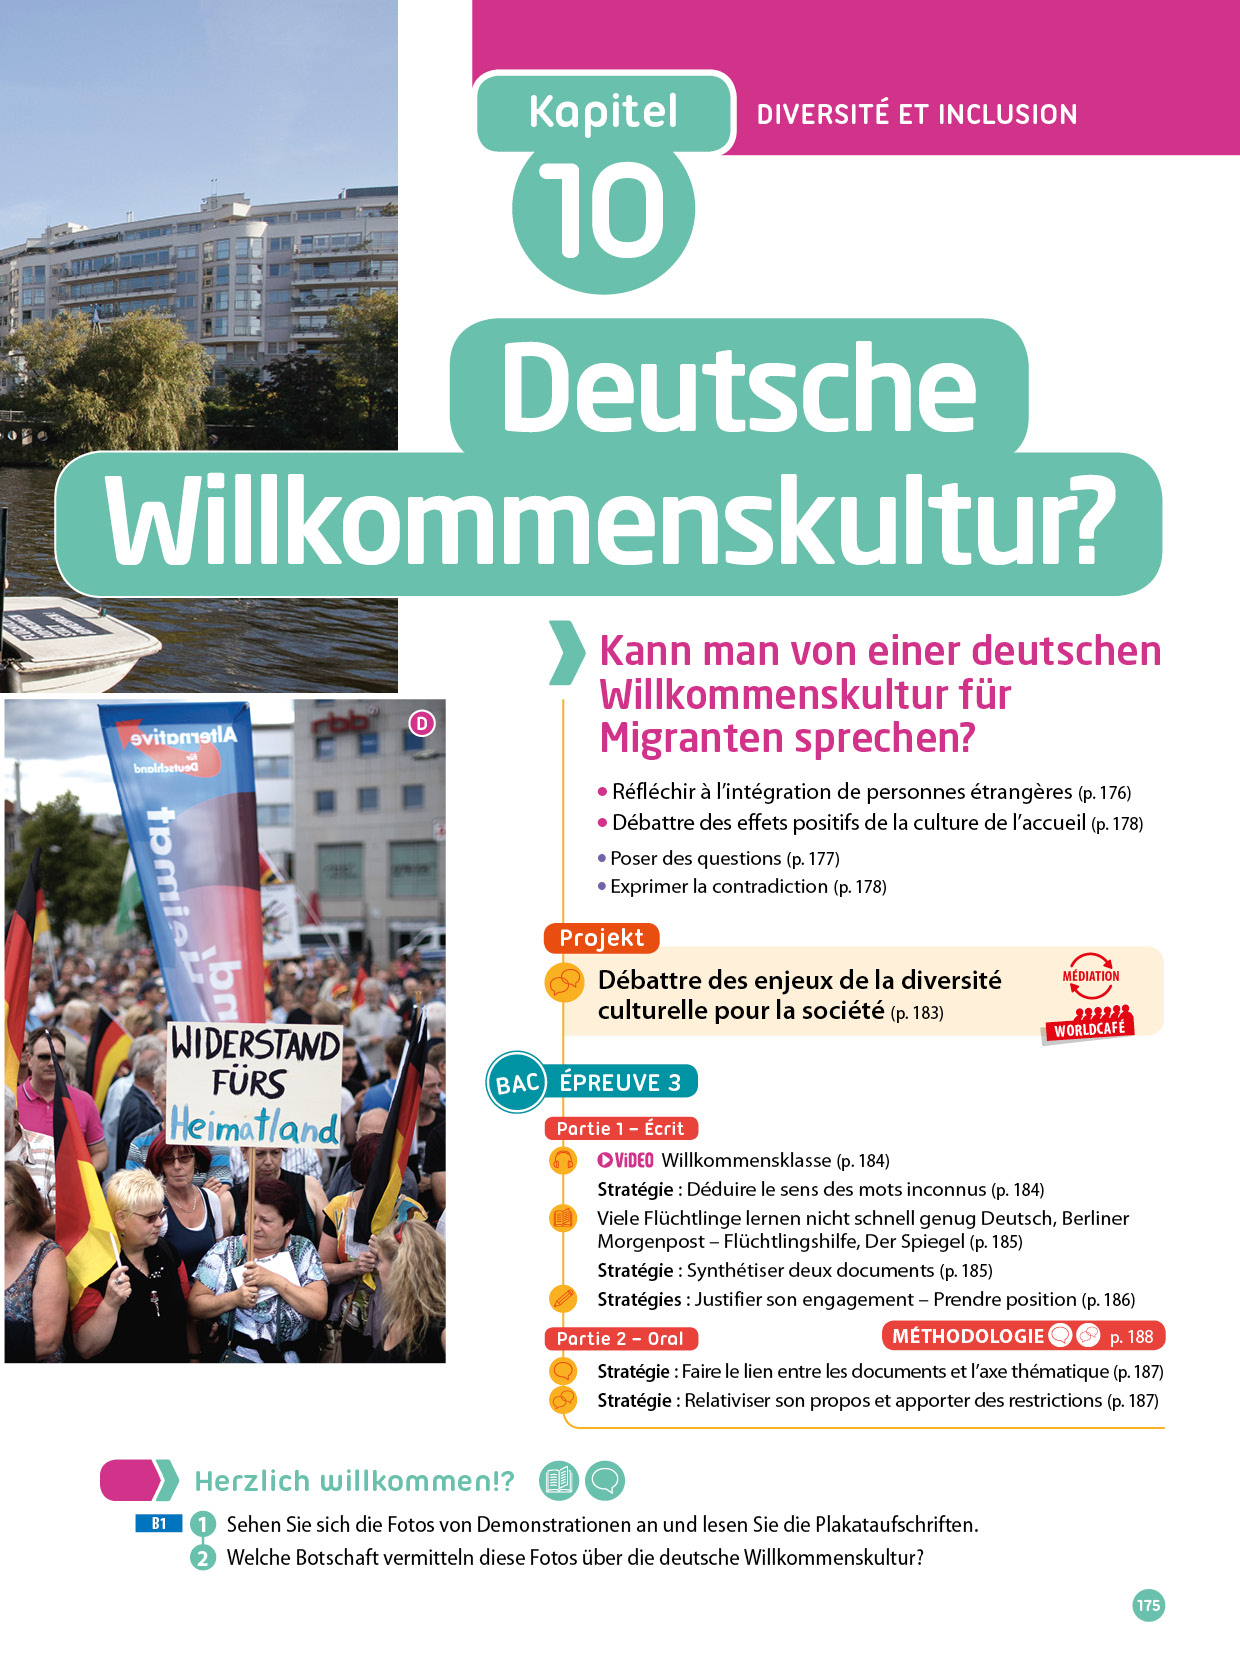 Kapitel
10
DIVERSITÉ ET INCLUSION
Deutsche
Willkommenskultur?
Kann man von einer deutschen
Willkommenskultur für
Migranten sprechen?
• Réfléchir à l'intégration de personnes étrangères (p. 176)
• Débattre des effets positifs de la culture de l'accueil (p. 178)
• Poser des questions (p. 177)
• Exprimer la contradiction (p. 178)
D
rbb
Alternative
für
Deutschland
Heimat
und
WIDERSTAND
FÜRS
Heimatland
Projekt
Débattre des enjeux de la diversité
culturelle pour la société (p. 183)
MÉDIATION
WORLDCAFÉ
BAC
ÉPREUVE 3
Partie 1 – Écrit
ViDEO Willkommensklasse (p. 184)
Stratégie : Déduire le sens des mots inconnus (p. 184)
Viele Flüchtlinge lernen nicht schnell genug Deutsch, Berliner
Morgenpost – Flüchtlingshilfe, Der Spiegel (p. 185)
Stratégie : Synthétiser deux documents (p. 185)
Stratégies : Justifier son engagement – Prendre position (p. 186)
Partie 2 – Oral
MÉTHODOLOGIE p. 188
Stratégie : Faire le lien entre les documents et l'axe thématique (p. 187)
Stratégie : Relativiser son propos et apporter des restrictions (p. 187)
Herzlich willkommen!?
B1
1 Sehen Sie sich die Fotos von Demonstrationen an und lesen Sie die Plakataufschriften.
2 Welche Botschaft vermitteln diese Fotos über die deutsche Willkommenskultur?
175